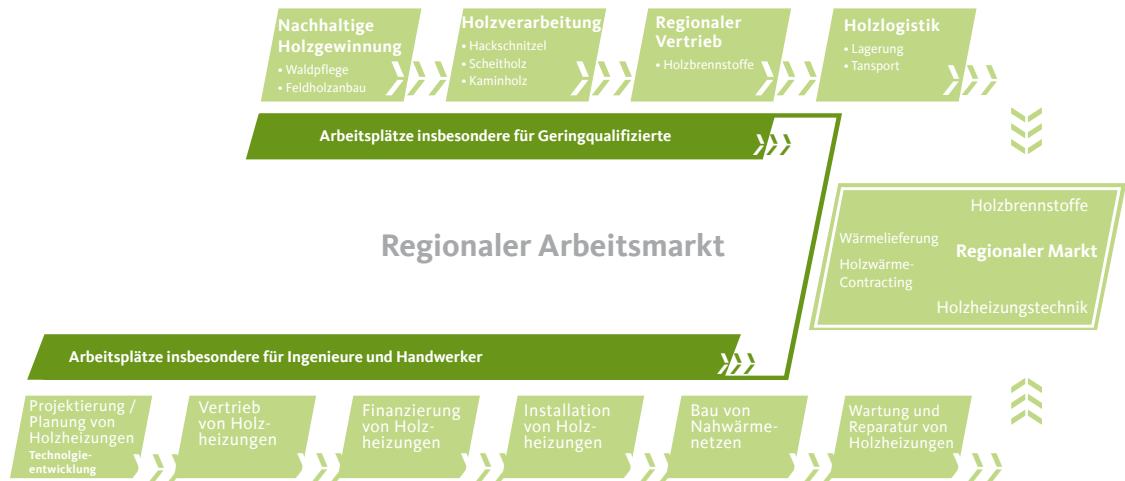 Nachhaltige
Holzgewinnung
• Waldpflege
• Feldholzanbau
Holzverarbeitung
• Hackschnitzel
• Scheitholz
• Kaminholz
Regionaler
Vertrieb
• Holzbrennstoffe
Holzlogistik
• Lagerung
• Tansport
Arbeitsplätze insbesondere für Geringqualifizierte
Regionaler Arbeitsmarkt
Holzbrennstoffe
Wärmelieferung
Regionaler Markt
Holzwärme-
Contracting
Holzheizungstechnik
Arbeitsplätze insbesondere für Ingenieure und Handwerker
Projektierung /
Planung von
Holzheizungen
Technolgie-
entwicklung
Vertrieb
von Holz-
heizungen
Finanzierung
von Holz-
heizungen
Installation
von Holz-
heizungen
Bau von
Nahwärme-
netzen
Wartung und
Reparatur von
Holzheizungen